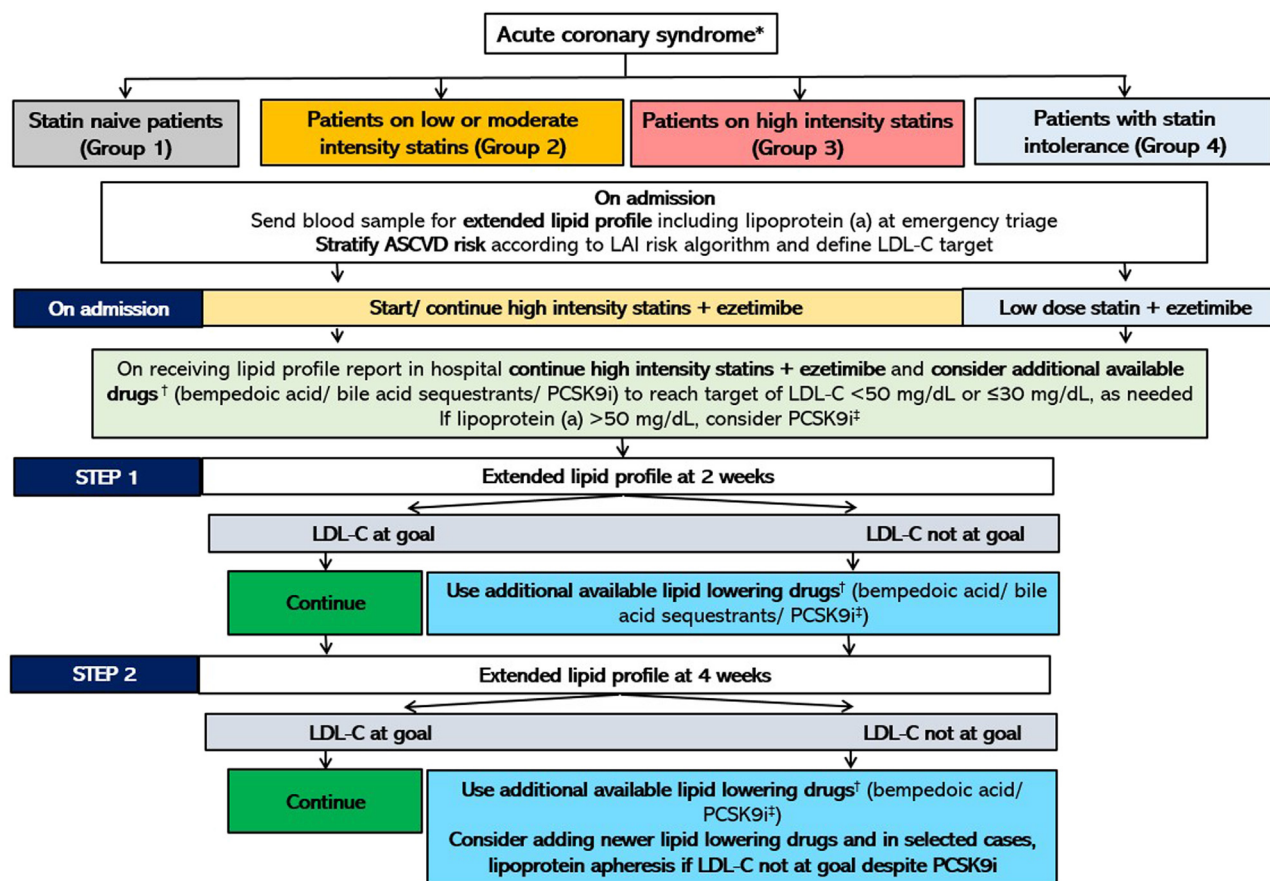 Acute coronary syndrome*
Statin naive patients
(Group 1)
Patients on low or moderate
intensity statins (Group 2)
Patients on high intensity statins
(Group 3)
Patients with statin
intolerance (Group 4)
On admission
Send blood sample for extended lipid profile including lipoprotein (a) at emergency triage
Stratify ASCVD risk according to LAI risk algorithm and define LDL-C target
On admission
Start/ continue high intensity statins + ezetimibe
Low dose statin + ezetimibe
On receiving lipid profile report in hospital continue high intensity statins + ezetimibe and consider additional available
drugs† (bempedoic acid/ bile acid sequestrants/ PCSK9i) to reach target of LDL-C <50 mg/dL or ≤30 mg/dL, as needed
If lipoprotein (a) >50 mg/dL, consider PCSK9i‡
STEP 1
Extended lipid profile at 2 weeks
LDL-C at goal
LDL-C not at goal
Continue
Use additional available lipid lowering drugs† (bempedoic acid/ bile
acid sequestrants/ PCSK9i‡)
STEP 2
Extended lipid profile at 4 weeks
LDL-C at goal
LDL-C not at goal
Continue
Use additional available lipid lowering drugs† (bempedoic acid/
PCSK9i‡)
Consider adding newer lipid lowering drugs and in selected cases,
lipoprotein apheresis if LDL-C not at goal despite PCSK9i